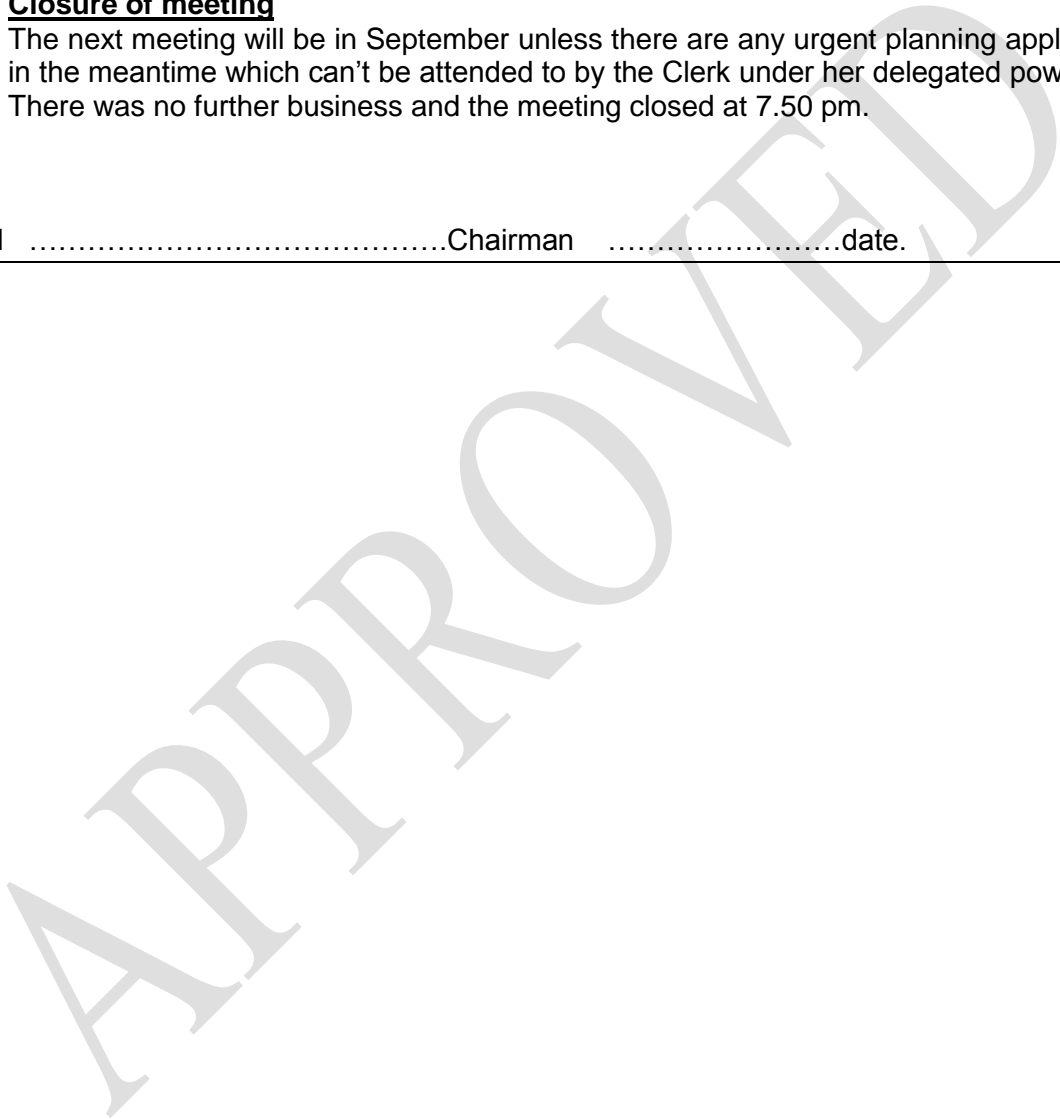 Closure of meeting
The next meeting will be in September unless there are any urgent planning
in the meantime which can’t be attended to by the Clerk under her delegated
There was no further business and the meeting closed at 7.50 pm.
…………………………………….Chairman ……………………date.
APPROVED